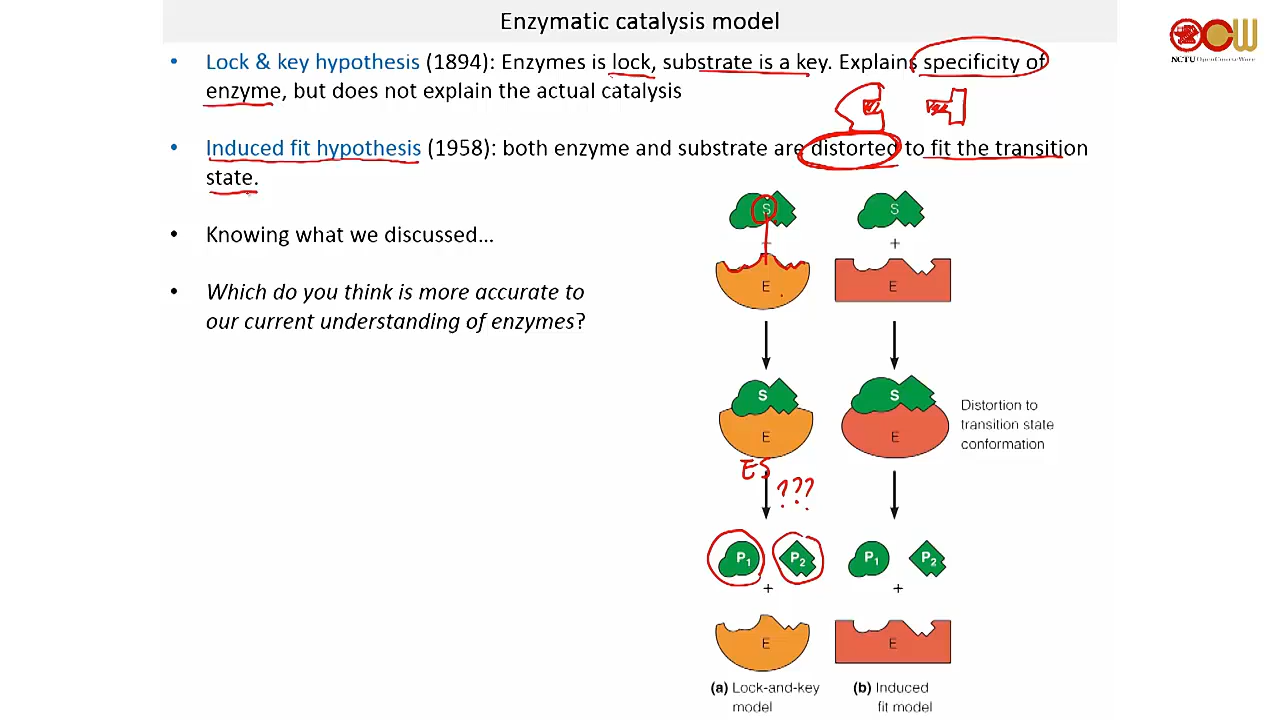 Enzymatic catalysis model
OCW
NCTU OpenCourseWare
• Lock & key hypothesis (1894): Enzymes is lock, substrate is a key. Explains specificity of
enzyme, but does not explain the actual catalysis
• Induced fit hypothesis (1958): both enzyme and substrate are distorted to fit the transition
state.
• Knowing what we discussed…
• Which do you think is more accurate to
our current understanding of enzymes?
S
S
+
+
E
E
S
S
E
E
Distortion to
transition state
conformation
ES
???
P1
P2
P1
P2
+
+
E
E
(a) Lock-and-key
model
(b) Induced
fit model